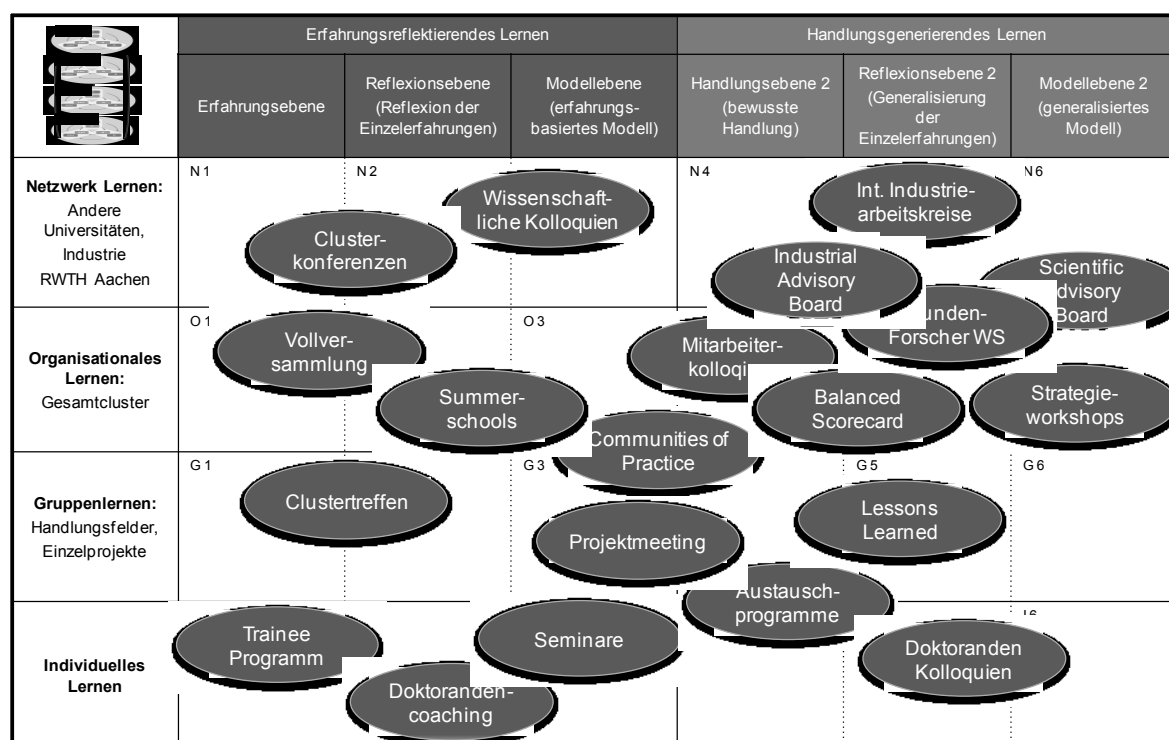 Erfahrungsreflektierendes Lernen
Handlungsgenerierendes Lernen
Erfahrungsebene
Reflexionsebene
(Reflexion der
Einzelerfahrungen)
Modellebene
(erfahrungs-
basiertes Modell)
Handlungsebene 2
(bewusste
Handlung)
Reflexionsebene 2
(Generalisierung
der
Einzelerfahrungen)
Modellebene 2
(generalisiertes
Modell)
Netzwerk Lernen:
Andere
Universitäten,
Industrie
RWTH Aachen
N 1
N 2
N 4
N 6
Cluster-
konferenzen
Wissenschaft-
liche Kolloquien
Int. Industrie-
arbeitskreise
Industrial
Advisory
Board
Scientific
dvisory
Board
Organisationales
Lernen:
Gesamtcluster
O 1
O 3
Vollver-
sammlung
Summer-
schools
Mitarbeiter-
kolloqui
unden-
Forscher WS
Balanced
Scorecard
Strategie-
workshops
Communities of
Practice
Gruppenlernen:
Handlungsfelder,
Einzelprojekte
G 1
G 3
G 5
G 6
Clustertreffen
Projektmeeting
Lessons
Learned
Austausch-
programme
Individuelles
Lernen
Trainee
Programm
Doktoranden-
coaching
Seminare
Doktoranden
Kolloquien